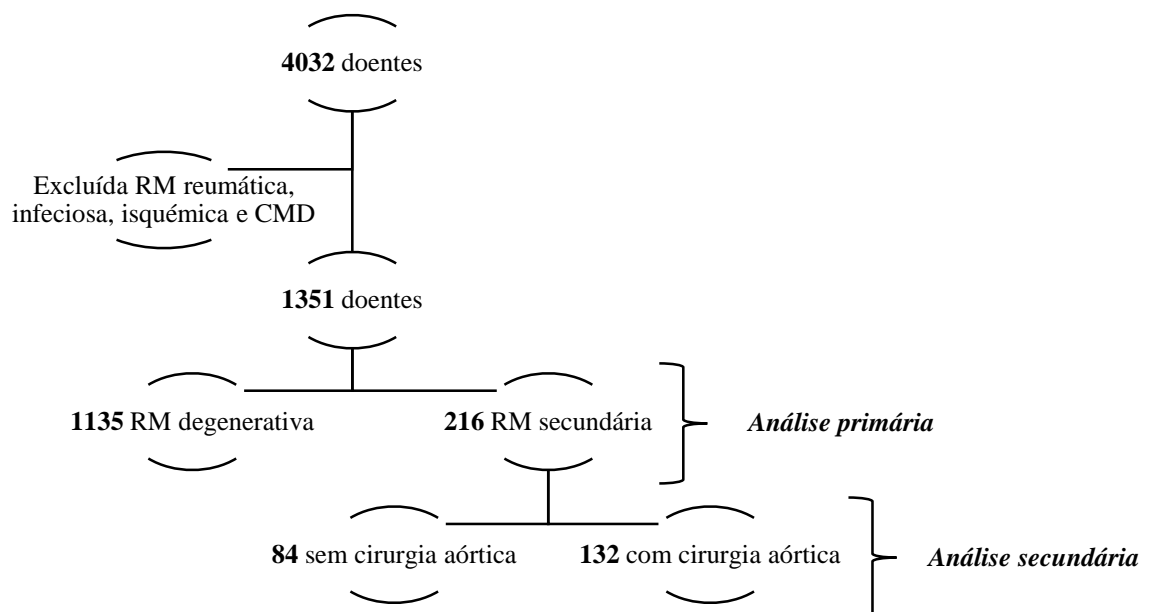 4032 doentes
Excluída RM reumática,
infeciosa, isquémica e CMD
1351 doentes
1135 RM degenerativa
216 RM secundária
Análise primária
84 sem cirurgia aórtica
132 com cirurgia aórtica
Análise secundária